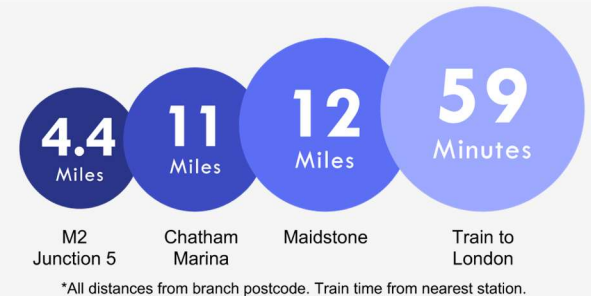 4.4
Miles
11
Miles
12
Miles
59
Minutes
M2
Junction 5
Chatham
Marina
Maidstone
Train to
London
*All distances from branch postcode. Train time from nearest station.